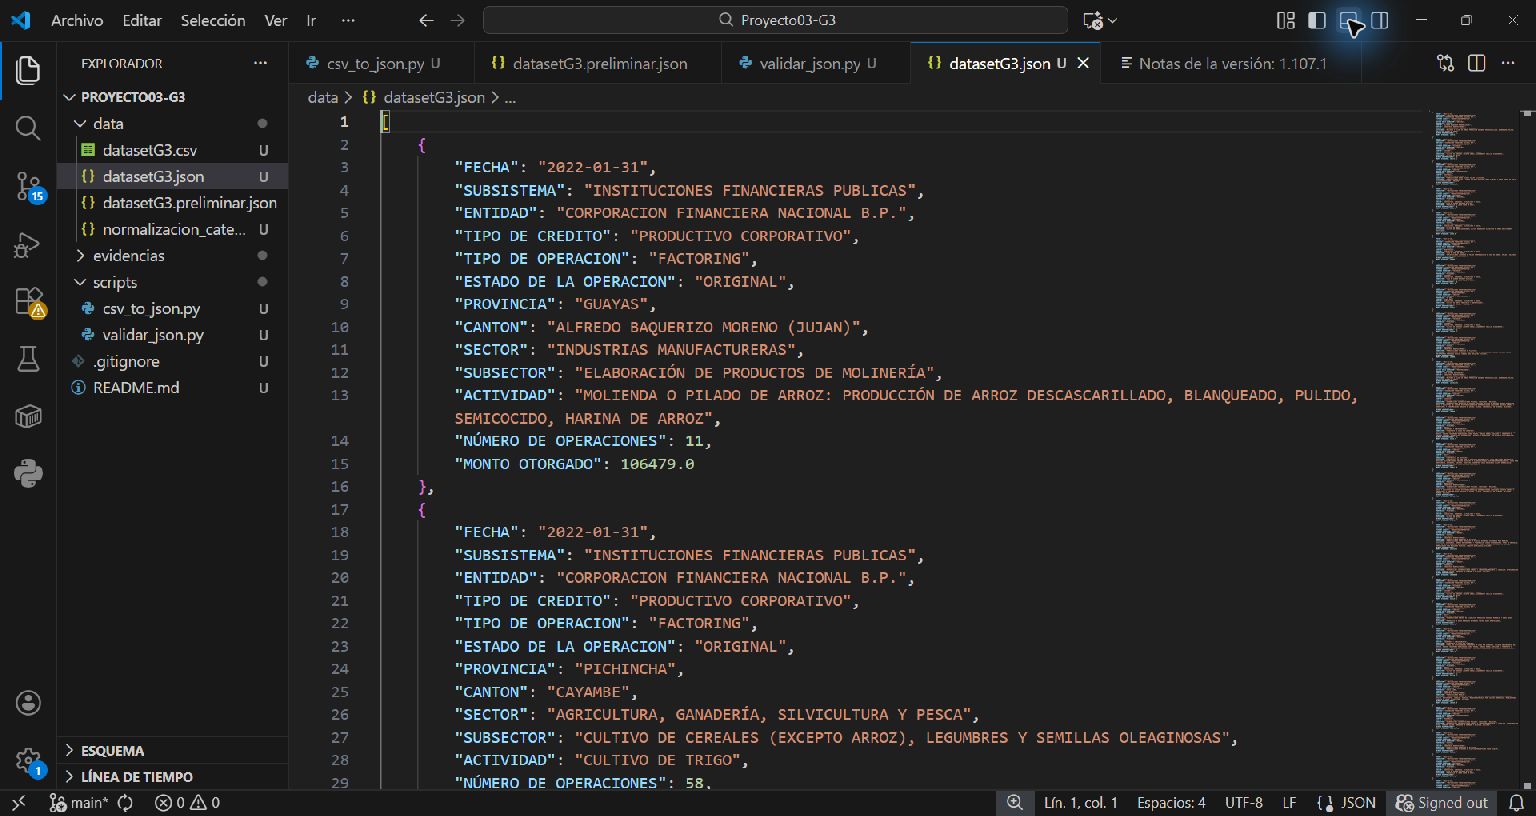 Archivo Editar Selección Ver Ir ···
Proyecto03-G3
EXPLORADOR ···
csv_to_json.py U
{} datasetG3.preliminar.json
validar_json.py U
{} datasetG3.json U
Notas de la versión: 1.107.1
···
PROYECTO03-G3
data
datasetG3.csv U
{} datasetG3.json U
{} datasetG3.preliminar.json
{} normalizacion_cate... U
evidencias
scripts
csv_to_json.py U
validar_json.py U
.gitignore U
README.md U
15
1
ESQUEMA
LÍNEA DE TIEMPO
data > {} datasetG3.json > ...
1 [
2 {
3 "FECHA": "2022-01-31",
4 "SUBSISTEMA": "INSTITUCIONES FINANCIERAS PUBLICAS",
5 "ENTIDAD": "CORPORACION FINANCIERA NACIONAL B.P.",
6 "TIPO DE CREDITO": "PRODUCTIVO CORPORATIVO",
7 "TIPO DE OPERACION": "FACTORING",
8 "ESTADO DE LA OPERACION": "ORIGINAL",
9 "PROVINCIA": "GUAYAS",
10 "CANTON": "ALFREDO BAQUERIZO MORENO (JUJAN)",
11 "SECTOR": "INDUSTRIAS MANUFACTURERAS",
12 "SUBSECTOR": "ELABORACIÓN DE PRODUCTOS DE MOLINERÍA",
13 "ACTIVIDAD": "MOLIENDA O PILADO DE ARROZ: PRODUCCIÓN DE ARROZ DESCASCARILLADO, BLANQUEADO, PULIDO,
SEMICOCIDO, HARINA DE ARROZ",
14 "NÚMERO DE OPERACIONES": 11,
15 "MONTO OTORGADO": 106479.0
16 },
17 {
18 "FECHA": "2022-01-31",
19 "SUBSISTEMA": "INSTITUCIONES FINANCIERAS PUBLICAS",
20 "ENTIDAD": "CORPORACION FINANCIERA NACIONAL B.P.",
21 "TIPO DE CREDITO": "PRODUCTIVO CORPORATIVO",
22 "TIPO DE OPERACION": "FACTORING",
23 "ESTADO DE LA OPERACION": "ORIGINAL",
24 "PROVINCIA": "PICHINCHA",
25 "CANTON": "CAYAMBE",
26 "SECTOR": "AGRICULTURA, GANADERÍA, SILVICULTURA Y PESCA",
27 "SUBSECTOR": "CULTIVO DE CEREALES (EXCEPTO ARROZ), LEGUMBRES Y SEMILLAS OLEAGINOSAS",
28 "ACTIVIDAD": "CULTIVO DE TRIGO",
29 "NÚMERO DE OPERACIONES": 58,
main* 0 0 Lín. 1, col. 1 Espacios: 4 UTF-8 LF {} JSON Signed out